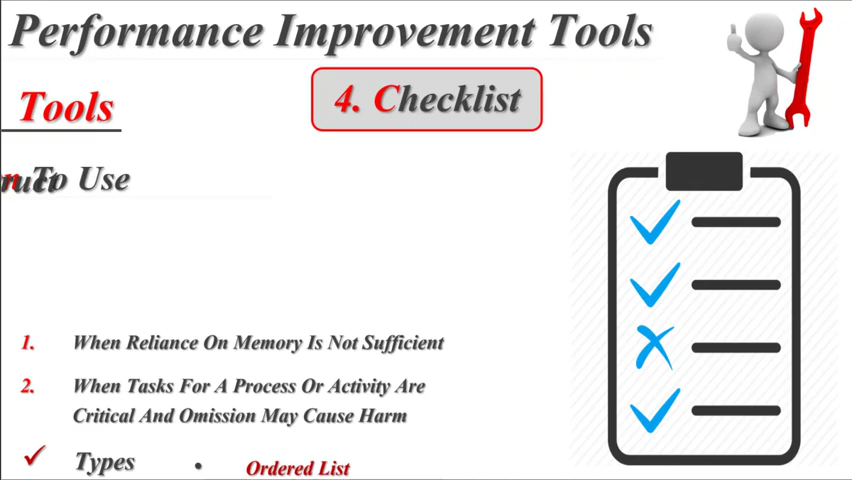 Performance Improvement Tools
Tools
4. Checklist
To Use
1. When Reliance On Memory Is Not Sufficient
2. When Tasks For A Process Or Activity Are
Critical And Omission May Cause Harm
✓ Types • Ordered List